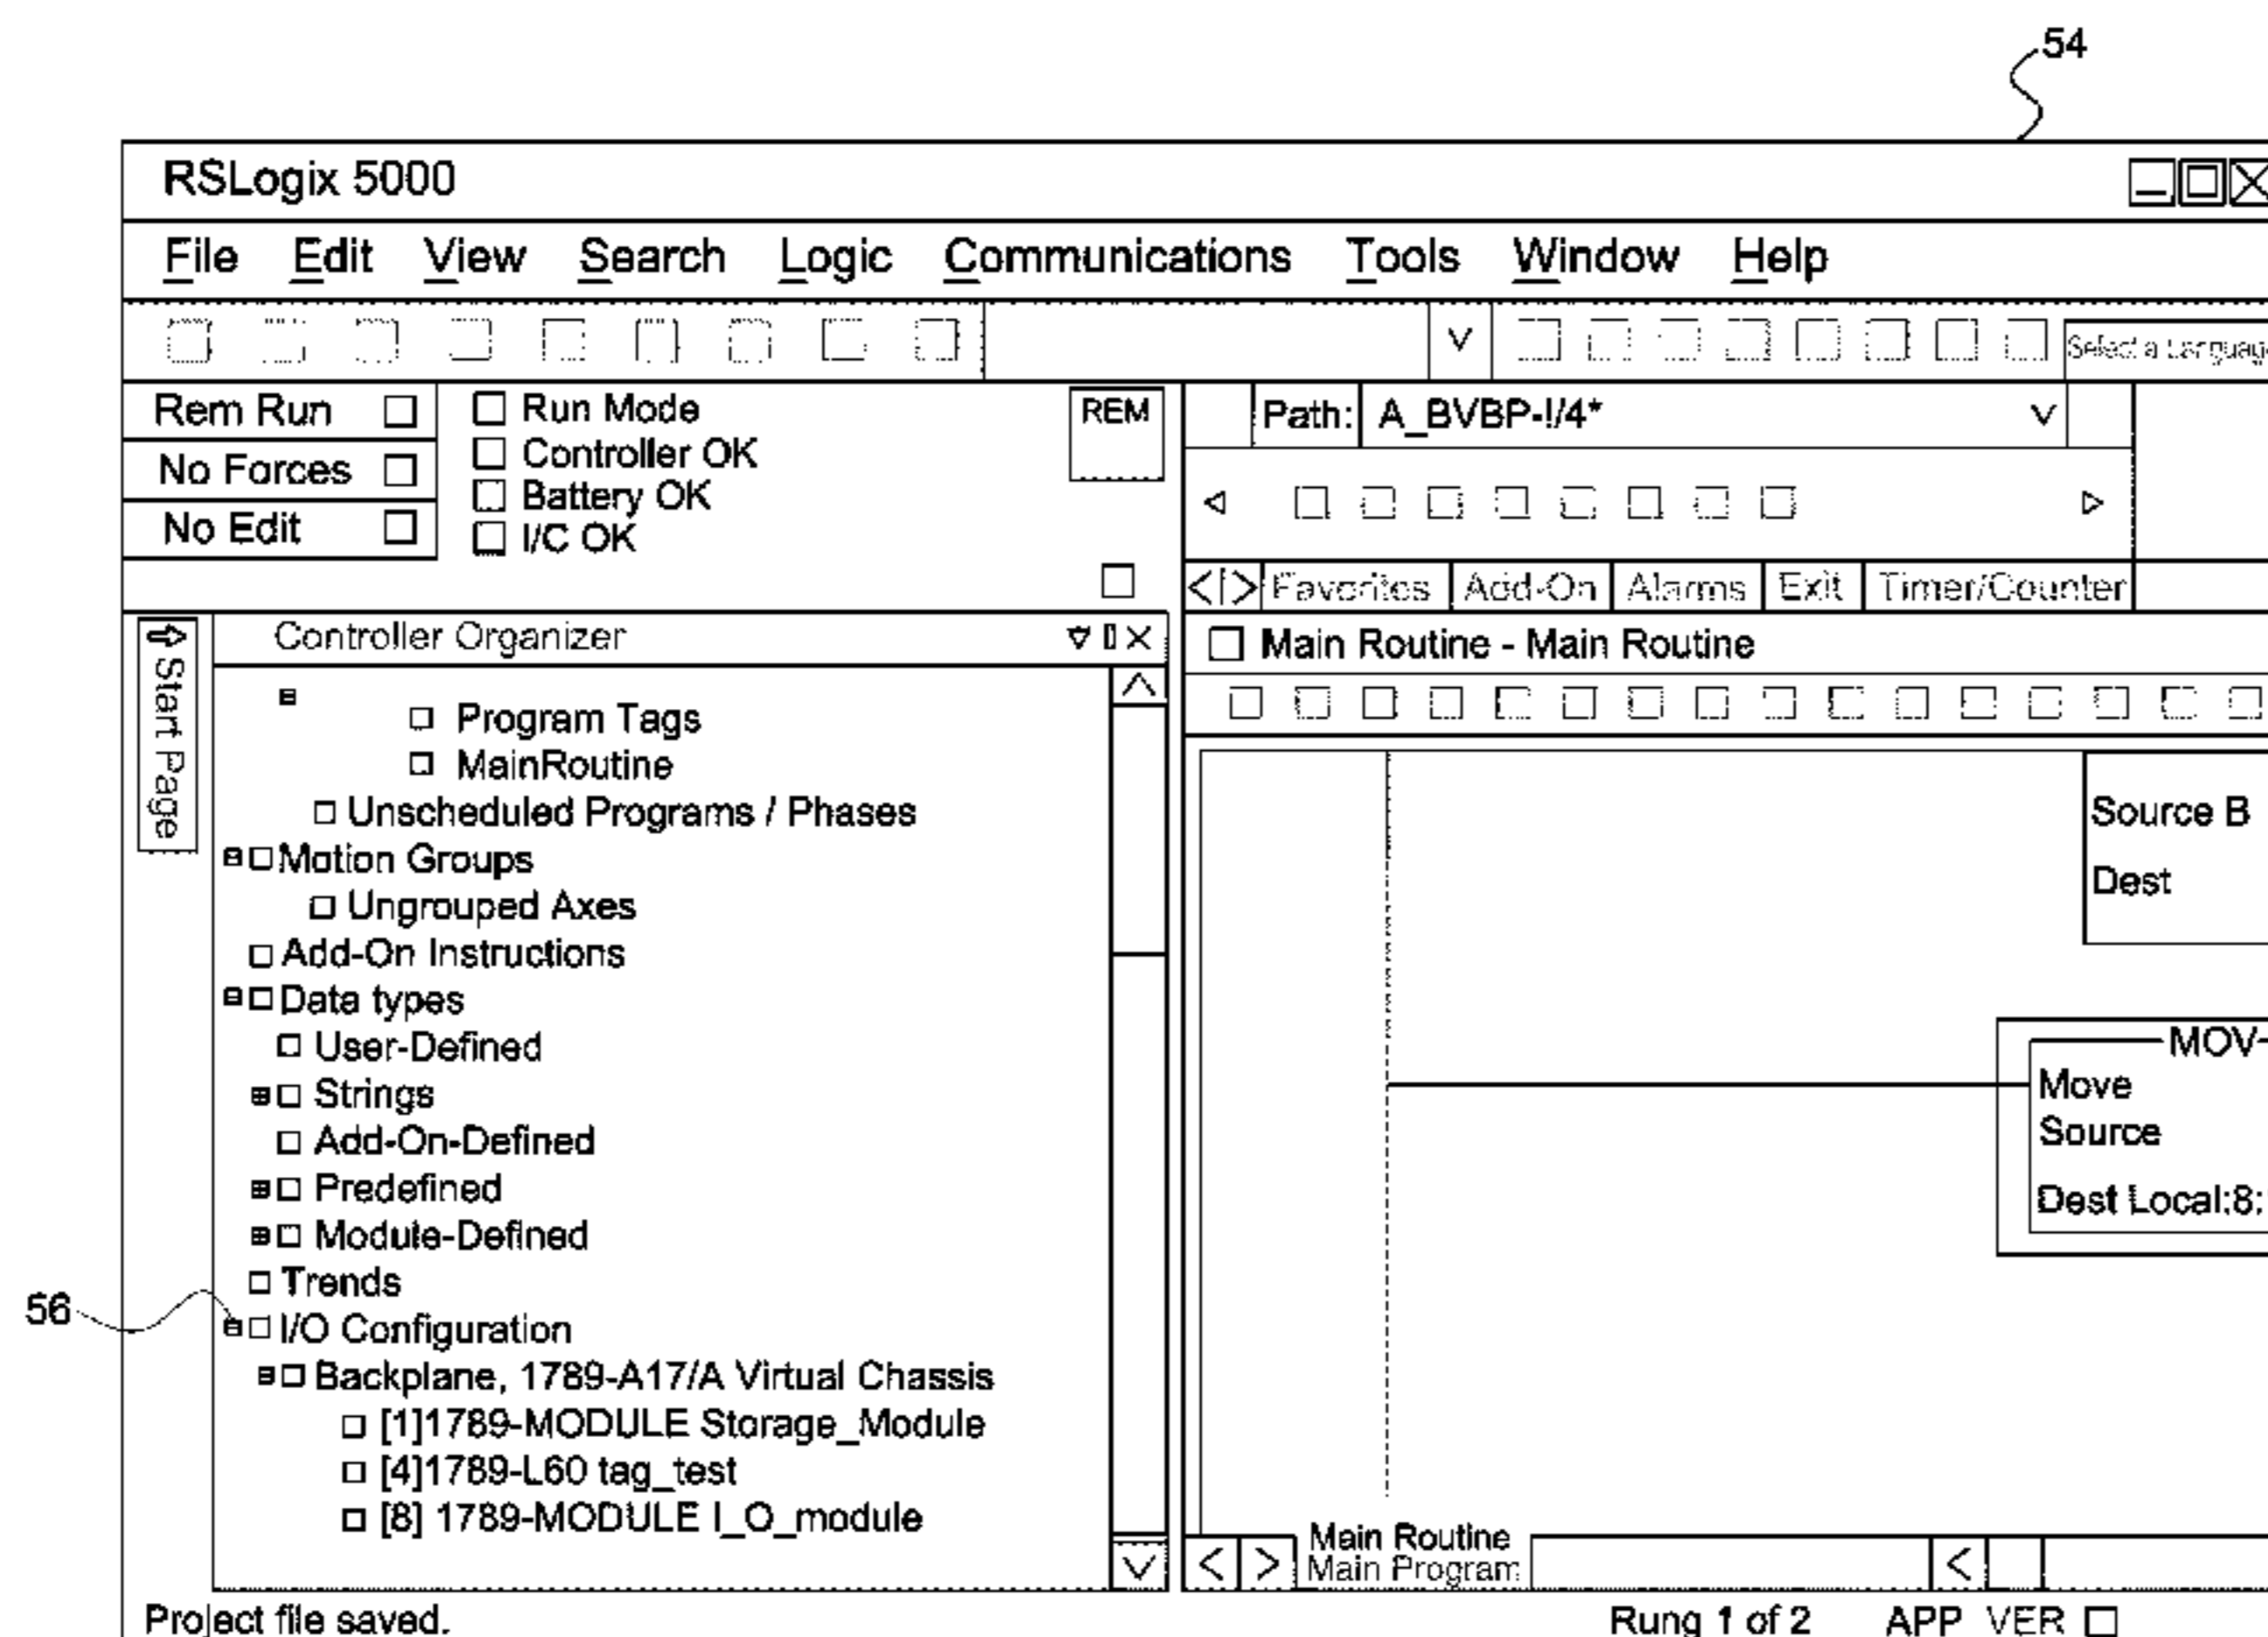 54
RSLogix 5000
File Edit View Search Logic Communications Tools Window Help
Select a Language
Rem Run
No Forces
No Edit
Run Mode
Controller OK
Battery OK
I/C OK
REM
Path: A_BVBP-!/4*
Favorites Add-On Alarms Exit Timer/Counter
Start Page
Controller Organizer
Program Tags
MainRoutine
Unscheduled Programs / Phases
Motion Groups
Ungrouped Axes
Add-On Instructions
Data types
User-Defined
Strings
Add-On-Defined
Predefined
Module-Defined
Trends
56
I/O Configuration
Backplane, 1789-A17/A Virtual Chassis
[1]1789-MODULE Storage_Module
[4]1789-L60 tag_test
[8] 1789-MODULE I_O_module
Main Routine - Main Routine
Source B
Dest
MOV
Move
Source
Dest Local:8:
Main Routine
Main Program
Project file saved.
Rung 1 of 2 APP VER